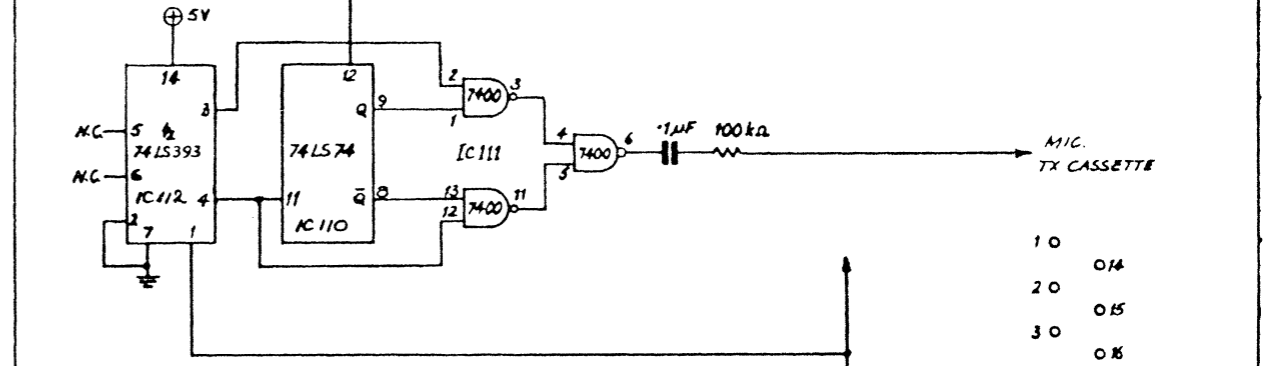 5V
14
3
N.C. 5 ½
74LS393
N.C. 6
IC112 4
2
7 1
12
Q 9
74LS74
11 Q̄ 8
IC110
2
1 7400 3
IC111
13
12 7400 11
4
5 7400 6
.1µF 100kΩ
MIC.
TX CASSETTE
1
14
2
15
3
16